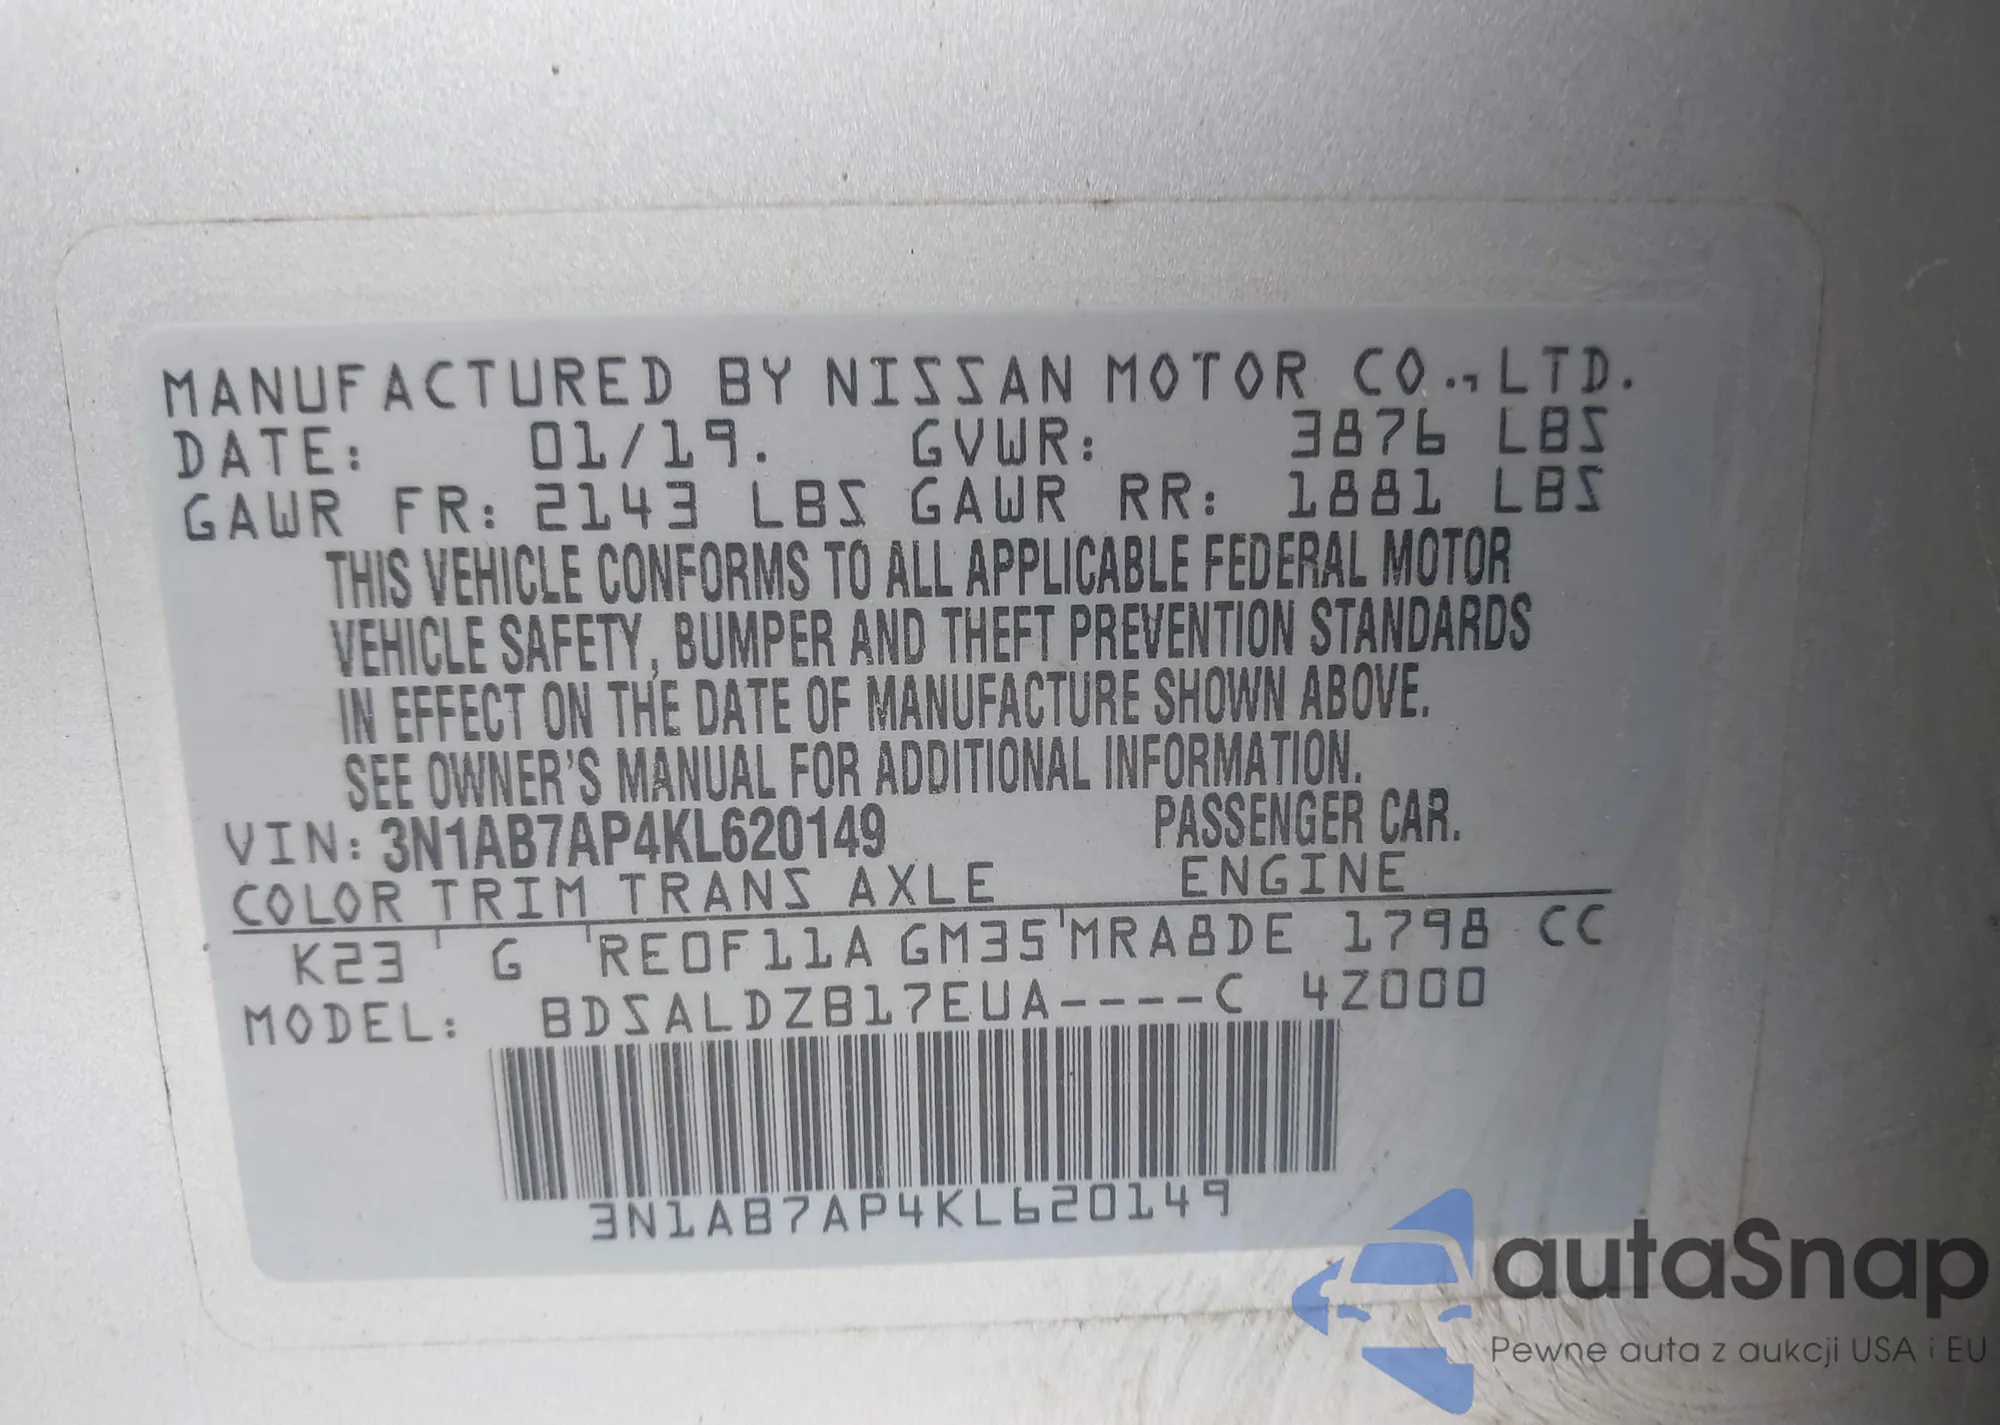 MANUFACTURED BY NISSAN MOTOR CO., LTD.
DATE: 01/19. GVWR: 3876 LBS
GAWR FR: 2143 LBS GAWR RR: 1881 LBS
THIS VEHICLE CONFORMS TO ALL APPLICABLE FEDERAL MOTOR
VEHICLE SAFETY, BUMPER AND THEFT PREVENTION STANDARDS
IN EFFECT ON THE DATE OF MANUFACTURE SHOWN ABOVE.
SEE OWNER'S MANUAL FOR ADDITIONAL INFORMATION.
VIN: 3N1AB7AP4KL620149 PASSENGER CAR.
COLOR TRIM TRANS AXLE ENGINE
K23 G RE0F11A GM35 MRA8DE 1798 CC
MODEL: BDSALDZB17EUA----C 4Z000
3N1AB7AP4KL620149
autaSnap
Pewne auta z aukcji USA i EU